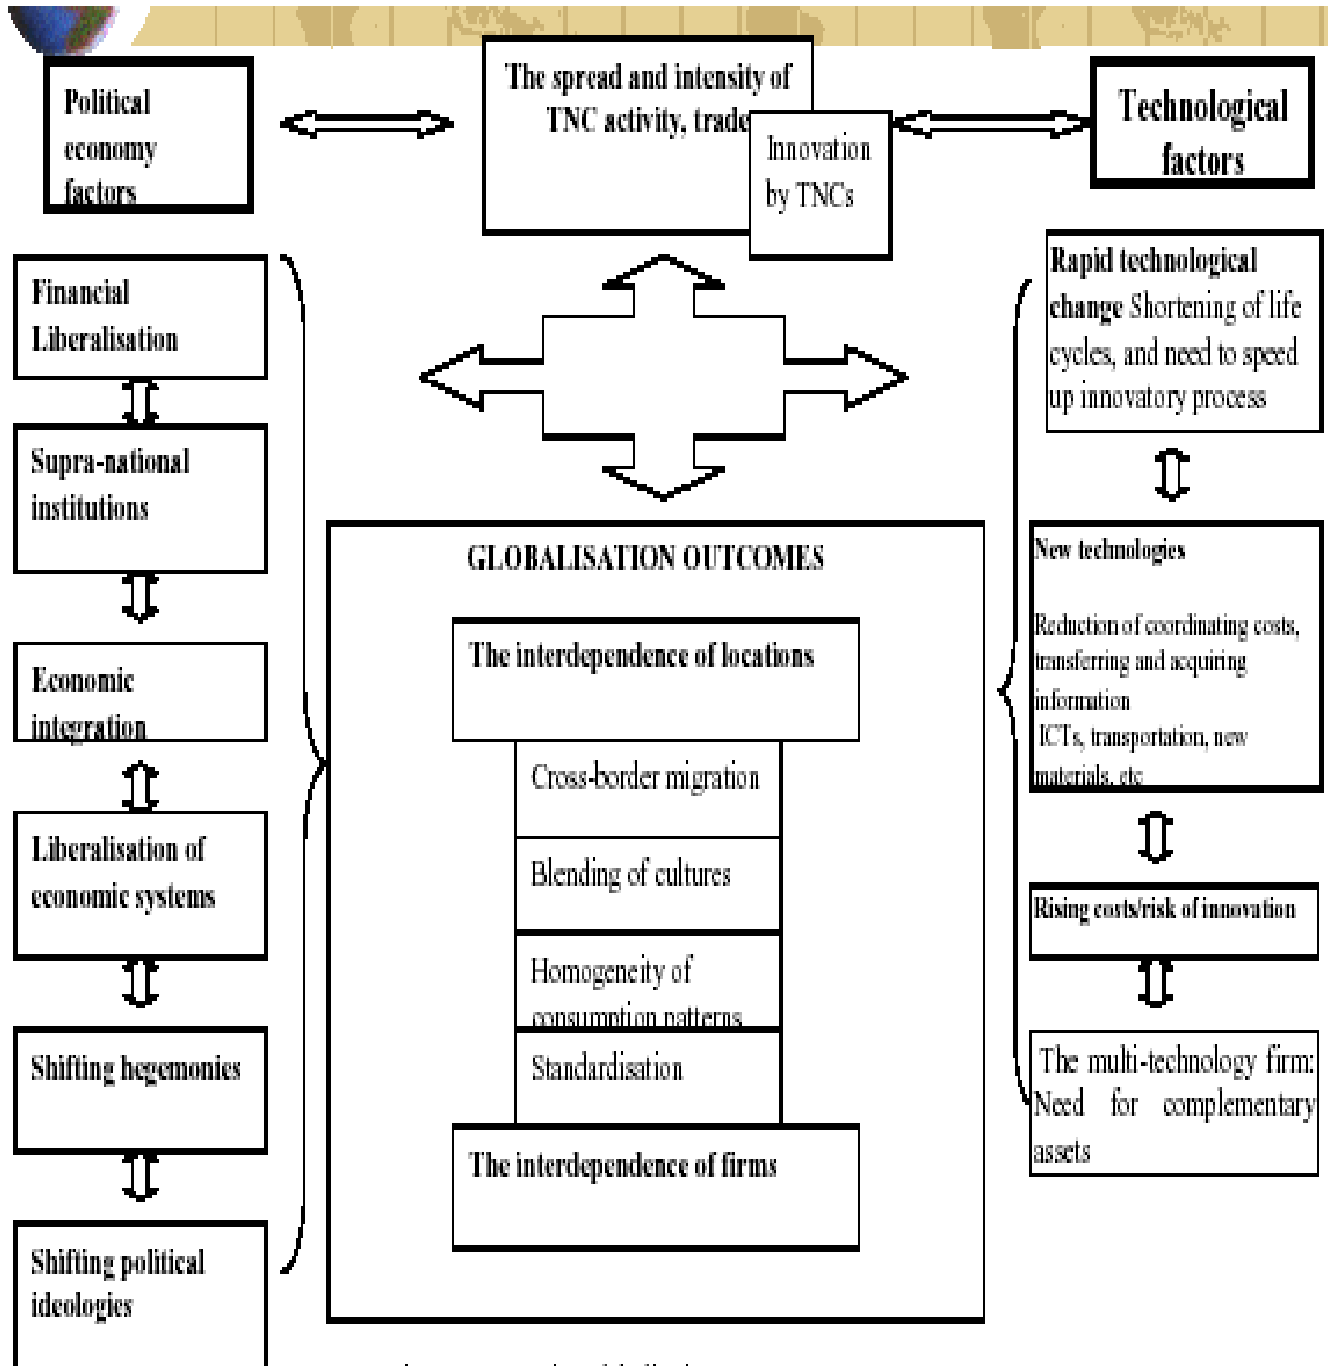 Political
economy
factors
The spread and intensity of
TNC activity, trade
Innovation
by TNCs
Technological
factors
Financial
Liberalisation
Supra-national
institutions
Economic
integration
Liberalisation of
economic systems
Shifting hegemonies
Shifting political
ideologies
GLOBALISATION OUTCOMES
The interdependence of locations
Cross-border migration
Blending of cultures
Homogeneity of
consumption patterns
Standardisation
The interdependence of firms
Rapid technological
change Shortening of life
cycles, and need to speed
up innovatory process
New technologies
Reduction of coordinating costs,
transferring and acquiring
information
ICTs, transportation, new
materials, etc
Rising costs/risk of innovation
The multi-technology firm:
Need for complementary
assets